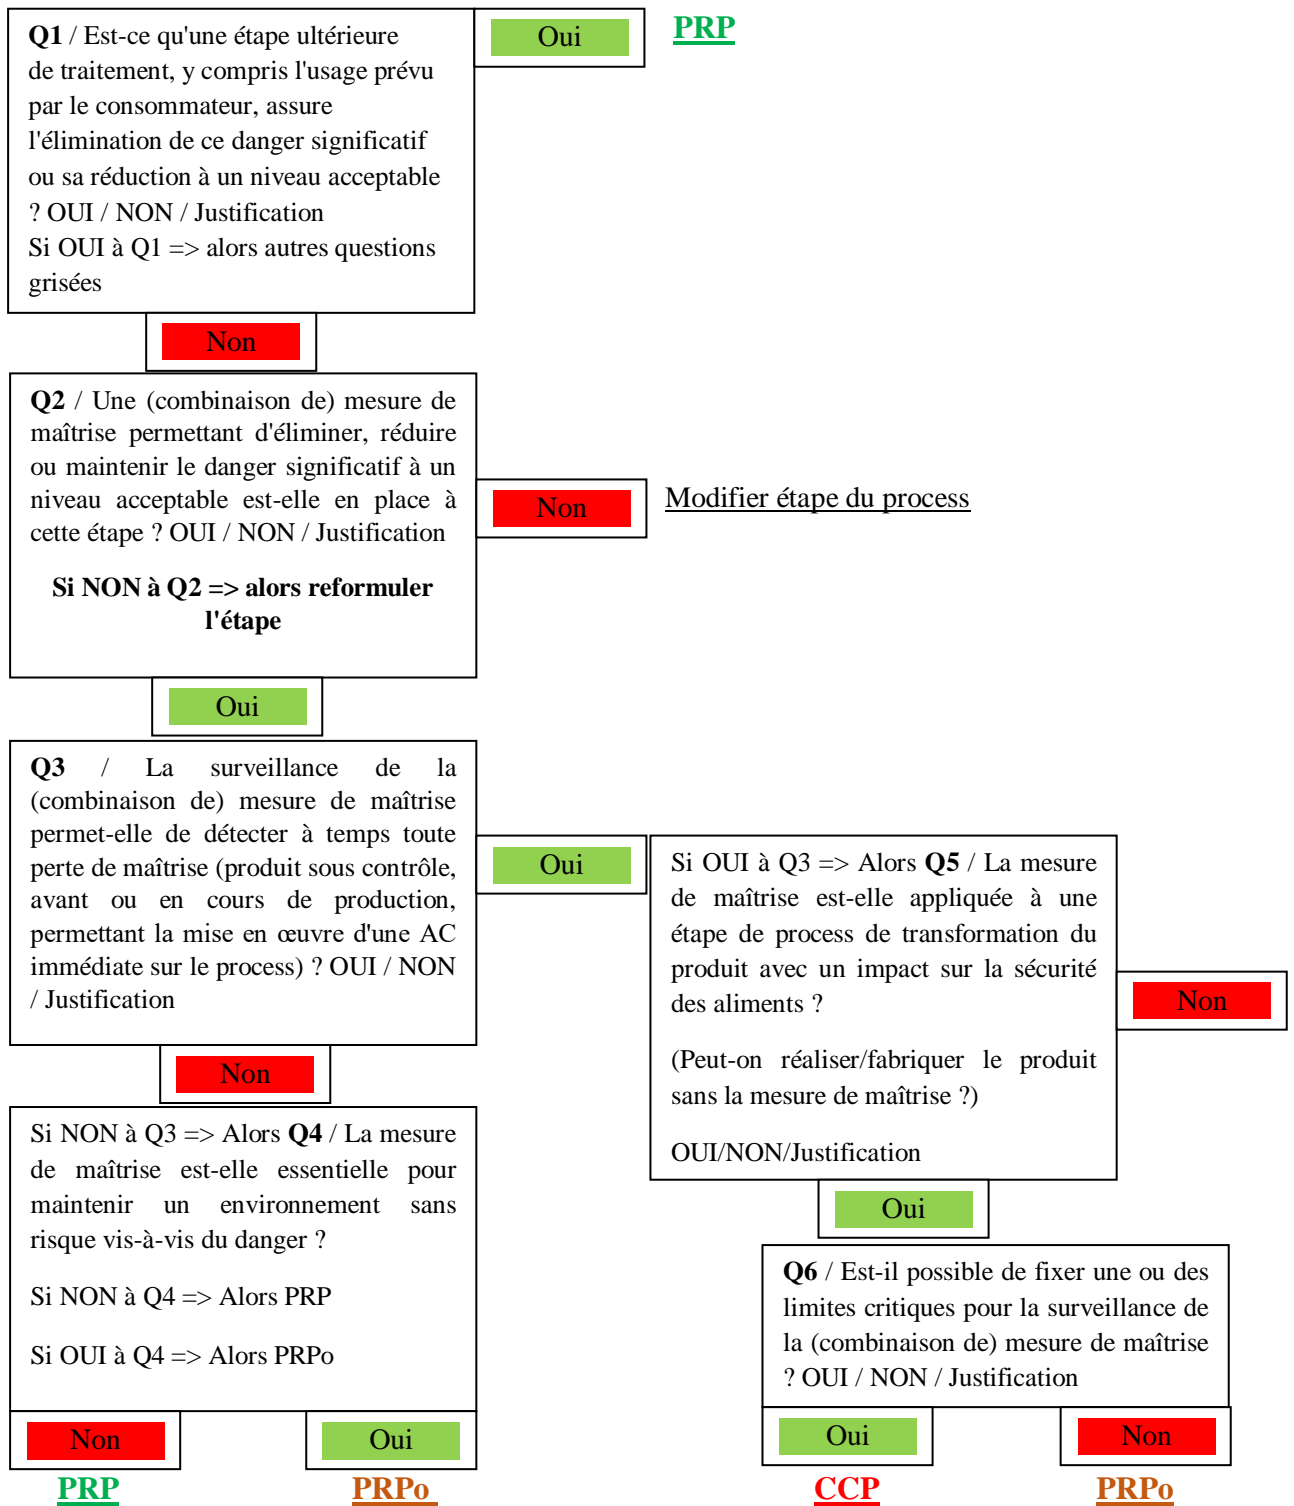 Q1 / Est-ce qu'une étape ultérieure
de traitement, y compris l'usage prévu
par le consommateur, assure
l'élimination de ce danger significatif
ou sa réduction à un niveau acceptable
? OUI / NON / Justification
Si OUI à Q1 => alors autres questions
grisées
Oui
PRP
Non
Q2 / Une (combinaison de) mesure de
maîtrise permettant d'éliminer, réduire
ou maintenir le danger significatif à un
niveau acceptable est-elle en place à
cette étape ? OUI / NON / Justification
Si NON à Q2 => alors reformuler
l'étape
Non
Modifier étape du process
Oui
Q3 / La surveillance de la
(combinaison de) mesure de maîtrise
permet-elle de détecter à temps toute
perte de maîtrise (produit sous contrôle,
avant ou en cours de production,
permettant la mise en œuvre d'une AC
immédiate sur le process) ? OUI / NON
/ Justification
Oui
Si OUI à Q3 => Alors Q5 / La mesure
de maîtrise est-elle appliquée à une
étape de process de transformation du
produit avec un impact sur la sécurité
des aliments ?
(Peut-on réaliser/fabriquer le produit
sans la mesure de maîtrise ?)
OUI/NON/Justification
Non
Non
Si NON à Q3 => Alors Q4 / La mesure
de maîtrise est-elle essentielle pour
maintenir un environnement sans
risque vis-à-vis du danger ?
Si NON à Q4 => Alors PRP
Si OUI à Q4 => Alors PRPo
Oui
Q6 / Est-il possible de fixer une ou des
limites critiques pour la surveillance de
la (combinaison de) mesure de maîtrise
? OUI / NON / Justification
Non
Oui
Oui
Non
PRP
PRPo
CCP
PRPo